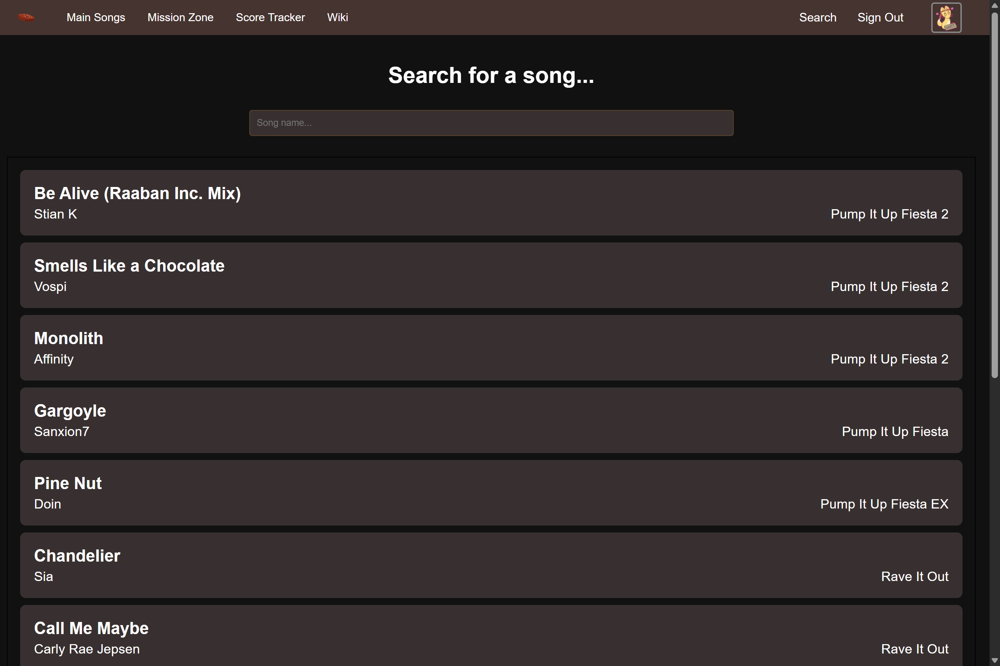 Main Songs Mission Zone Score Tracker Wiki Search Sign Out
Search for a song...
Song name...
Be Alive (Raaban Inc. Mix)
Stian K Pump It Up Fiesta 2
Smells Like a Chocolate
Vospi Pump It Up Fiesta 2
Monolith
Affinity Pump It Up Fiesta 2
Gargoyle
Sanxion7 Pump It Up Fiesta
Pine Nut
Doin Pump It Up Fiesta EX
Chandelier
Sia Rave It Out
Call Me Maybe
Carly Rae Jepsen Rave It Out